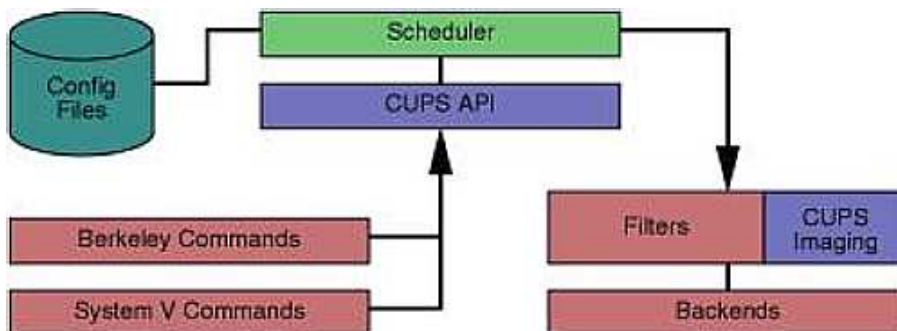 Scheduler
Config
Files
CUPS API
Berkeley Commands
Filters
CUPS
Imaging
System V Commands
Backends